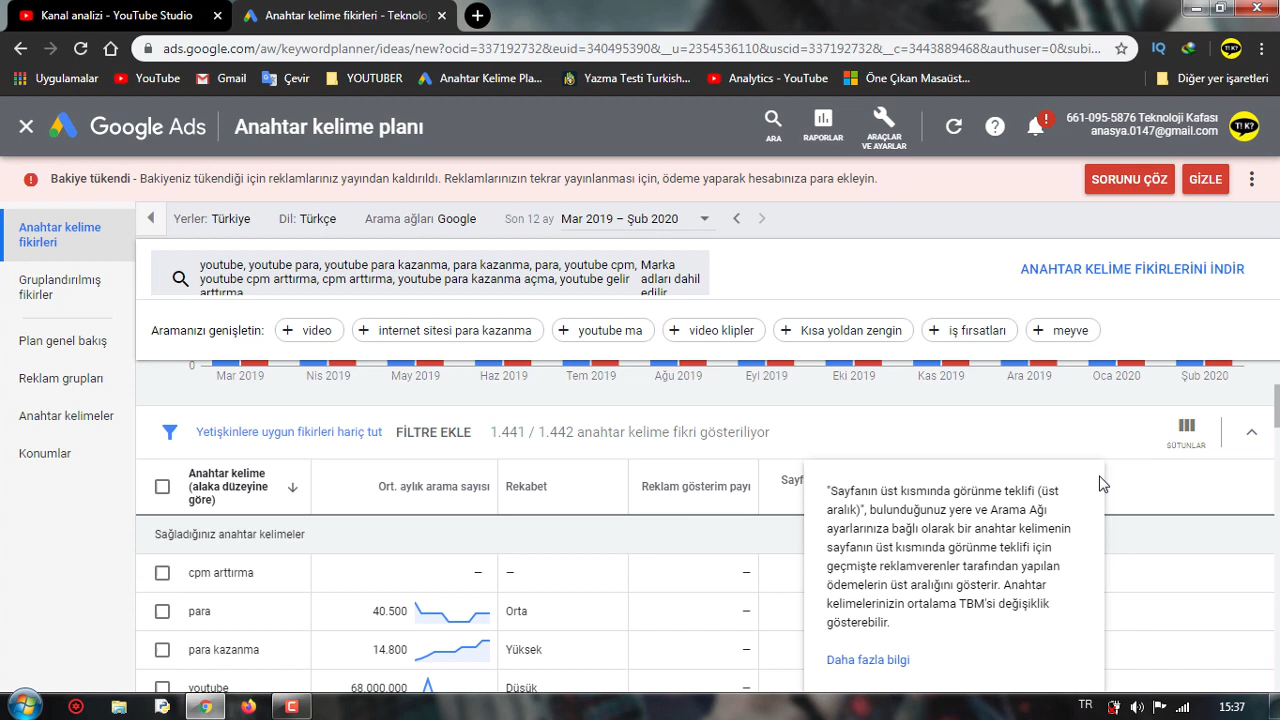 Kanal analizi - YouTube Studio
Anahtar kelime fikirleri - Teknoloj
ads.google.com/aw/keywordplanner/ideas/new?ocid=337192732&euid=340495390&__u=2354536110&uscid=337192732&__c=3443889468&authuser=0&subi...
Uygulamalar
YouTube
Gmail
Çevir
YOUTUBER
Anahtar Kelime Pla...
Yazma Testi Turkish...
Analytics - YouTube
Öne Çıkan Masaüst...
Diğer yer işaretleri
Google Ads
Anahtar kelime planı
ARA
RAPORLAR
ARAÇLAR
VE AYARLAR
661-095-5876 Teknoloji Kafası
anasya.0147@gmail.com
T! K?
Bakiye tükendi - Bakiyeniz tükendiği için reklamlarınız yayından kaldırıldı. Reklamlarınızın tekrar yayınlanması için, ödeme yaparak hesabınıza para ekleyin.
SORUNU ÇÖZ
GİZLE
Anahtar kelime
fikirleri
Gruplandırılmış
fikirler
Plan genel bakış
Reklam grupları
Anahtar kelimeler
Konumlar
Yerler: Türkiye
Dil: Türkçe
Arama ağları Google
Son 12 ay
Mar 2019 – Şub 2020
youtube, youtube para, youtube para kazanma, para kazanma, para, youtube cpm,
youtube cpm arttırma, cpm arttırma, youtube para kazanma açma, youtube gelir
arttırma
Marka
adları dahil
edilir
ANAHTAR KELİME FİKİRLERİNİ İNDİR
Aramanızı genişletin:
+ video
+ internet sitesi para kazanma
+ youtube ma
+ video klipler
+ Kısa yoldan zengin
+ iş fırsatları
+ meyve
0
Mar 2019
Nis 2019
May 2019
Haz 2019
Tem 2019
Ağu 2019
Eyl 2019
Eki 2019
Kas 2019
Ara 2019
Oca 2020
Şub 2020
Yetişkinlere uygun fikirleri hariç tut
FİLTRE EKLE
1.441 / 1.442 anahtar kelime fikri gösteriliyor
SÜTUNLAR
Anahtar kelime
(alaka düzeyine
göre)
Ort. aylık arama sayısı
Rekabet
Reklam gösterim payı
Sayf
Sağladığınız anahtar kelimeler
cpm arttırma
–
–
–
para
40.500
Orta
–
para kazanma
14.800
Yüksek
–
youtube
68.000.000
Düşük
–
"Sayfanın üst kısmında görünme teklifi (üst
aralık)", bulunduğunuz yere ve Arama Ağı
ayarlarınıza bağlı olarak bir anahtar kelimenin
sayfanın üst kısmında görünme teklifi için
geçmişte reklamverenler tarafından yapılan
ödemelerin üst aralığını gösterir. Anahtar
kelimelerinizin ortalama TBM'si değişiklik
gösterebilir.
Daha fazla bilgi
TR
15:37